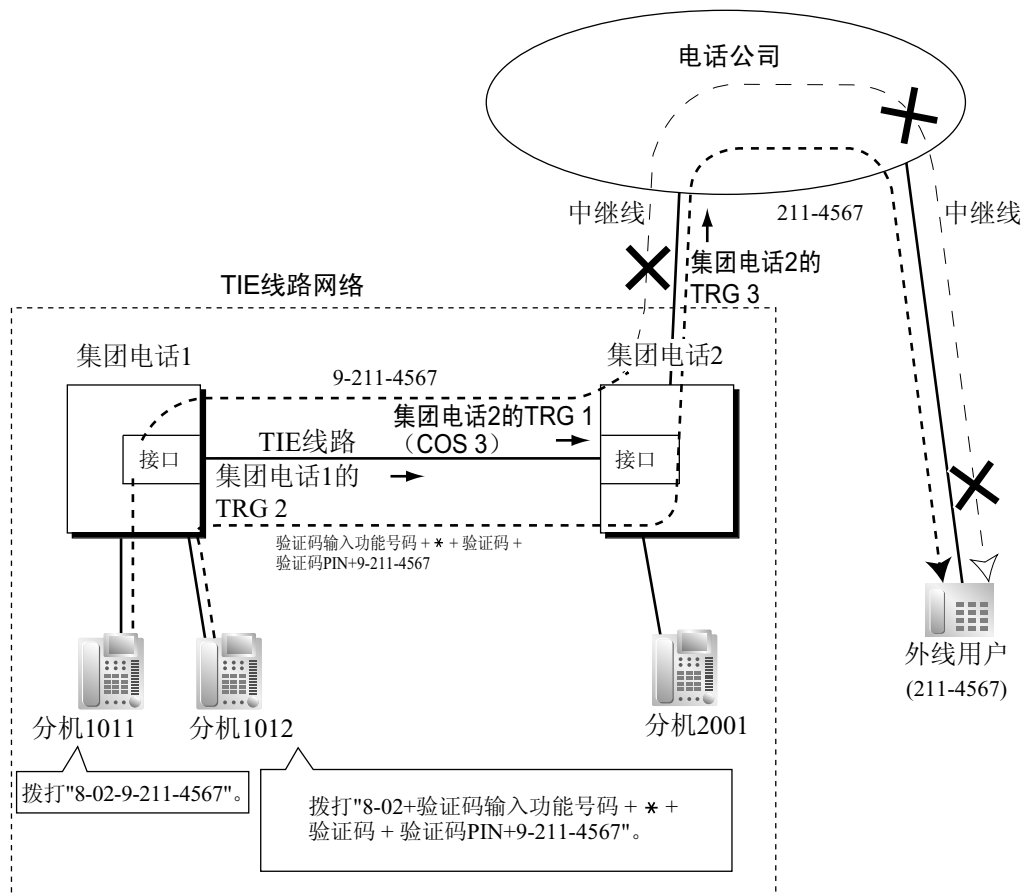 电话公司
中继线
211-4567
中继线
集团电话2的
TRG 3
TIE线路网络
集团电话1
集团电话2
9-211-4567
集团电话2的TRG 1
（COS 3）
TIE线路
接口
接口
集团电话1的
TRG 2
验证码输入功能号码 + * + 验证码 +
验证码PIN+9-211-4567
外线用户
(211-4567)
分机1011
分机1012
分机2001
拨打"8-02-9-211-4567"。
拨打"8-02+验证码输入功能号码 + * +
验证码 + 验证码PIN+9-211-4567"。